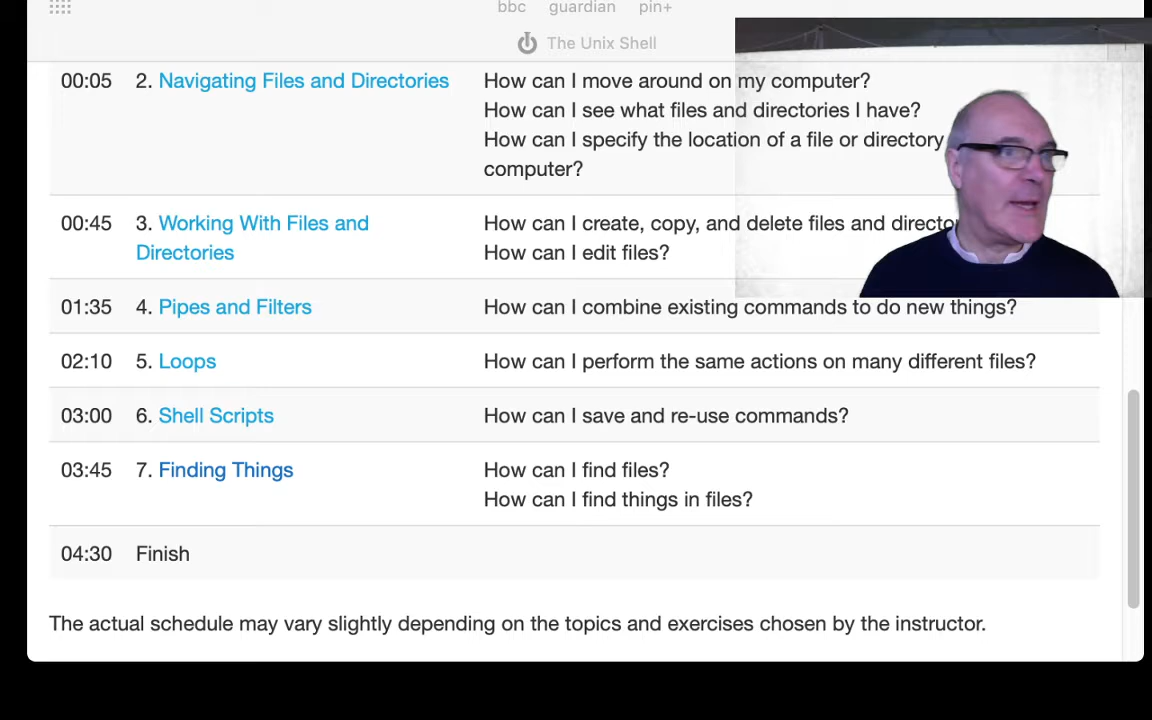 bbc guardian pin+
The Unix Shell
00:05 2. Navigating Files and Directories How can I move around on my computer?
How can I see what files and directories I have?
How can I specify the location of a file or directory
computer?
00:45 3. Working With Files and How can I create, copy, and delete files and
Directories How can I edit files?
01:35 4. Pipes and Filters How can I combine existing commands to do new things?
02:10 5. Loops How can I perform the same actions on many different files?
03:00 6. Shell Scripts How can I save and re-use commands?
03:45 7. Finding Things How can I find files?
How can I find things in files?
04:30 Finish
The actual schedule may vary slightly depending on the topics and exercises chosen by the instructor.